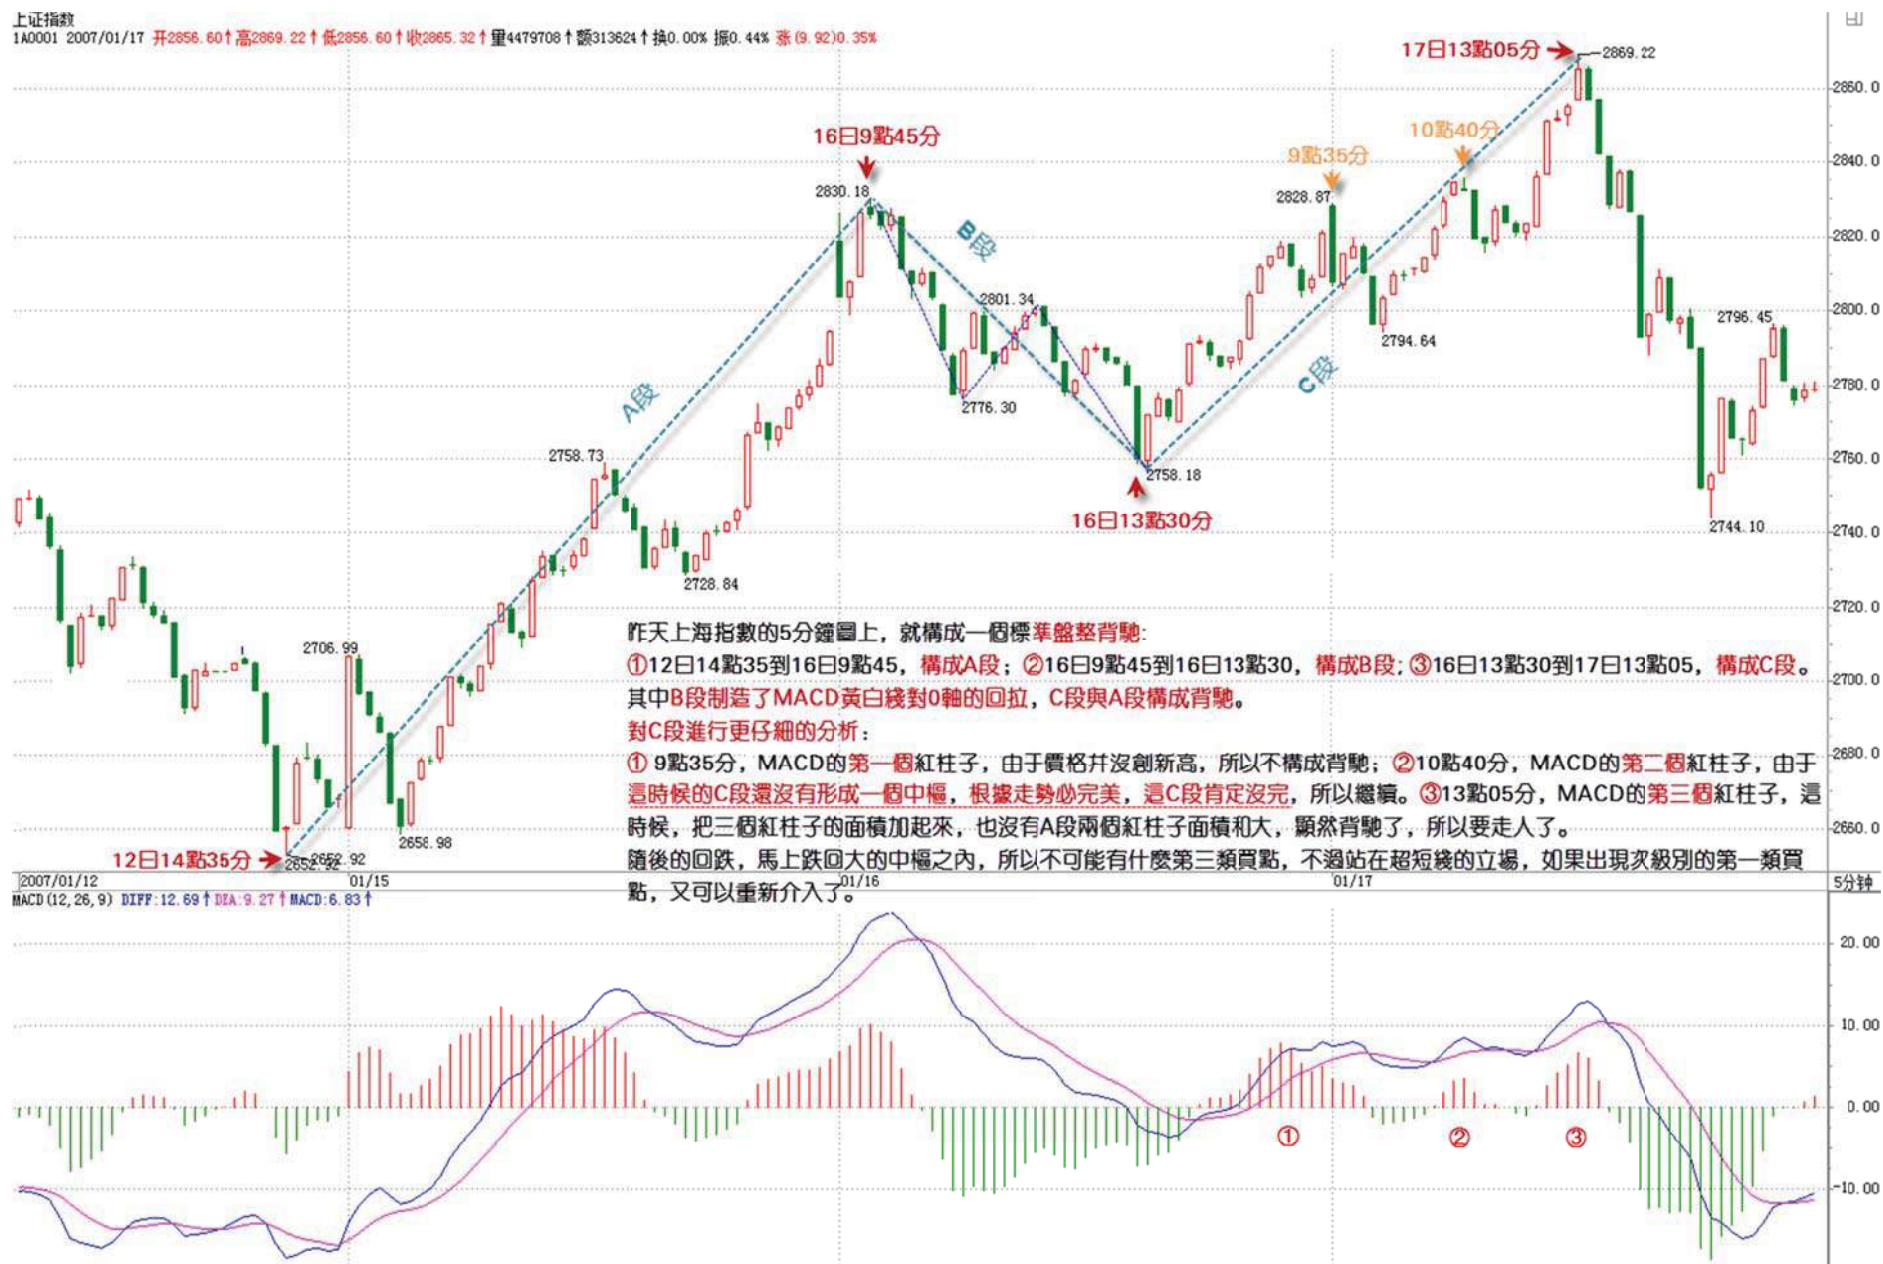 上证指数
1A0001 2007/01/17 开2856.60↑高2869.22↑低2856.60↑收2865.32↑量4479708↑额313624↑换0.00% 振0.44% 涨(9.92)0.35%
17日13點05分
2869.22
2860.0
10點40分
16日9點45分
9點35分
2840.0
2830.18
2828.87
B段
2820.0
2801.34
2800.0
2796.45
2794.64
A段
C段
2780.0
2776.30
2758.73
2760.0
2758.18
16日13點30分
2744.10
2740.0
2728.84
2720.0
2706.99
2700.0
2680.0
2660.0
昨天上海指數的5分鐘圖上，就構成一個標準盤整背馳:
①12日14點35到16日9點45，構成A段；②16日9點45到16日13點30，構成B段；③16日13點30到17日13點05，構成C段。
其中B段制造了MACD黃白綫對0軸的回拉，C段與A段構成背馳。
對C段進行更仔細的分析：
① 9點35分，MACD的第一個紅柱子，由于價格并沒創新高，所以不構成背馳；②10點40分，MACD的第二個紅柱子，由于
這時候的C段還沒有形成一個中樞，根據走勢必完美，這C段肯定沒完，所以繼續。③13點05分，MACD的第三個紅柱子，這
時候，把三個紅柱子的面積加起來，也沒有A段兩個紅柱子面積和大，顯然背馳了，所以要走人了。
隨後的回跌，馬上跌回大的中樞之內，所以不可能有什麼第三類買點，不過站在超短綫的立場，如果出現次級別的第一類買
點，又可以重新介入了。
2658.98
12日14點35分
2652.92
2007/01/12
01/15
01/16
01/17
5分钟
MACD(12,26,9) DIFF:12.69↑DEA:9.27↑MACD:6.83↑
20.00
10.00
0.00
① ② ③
-10.00